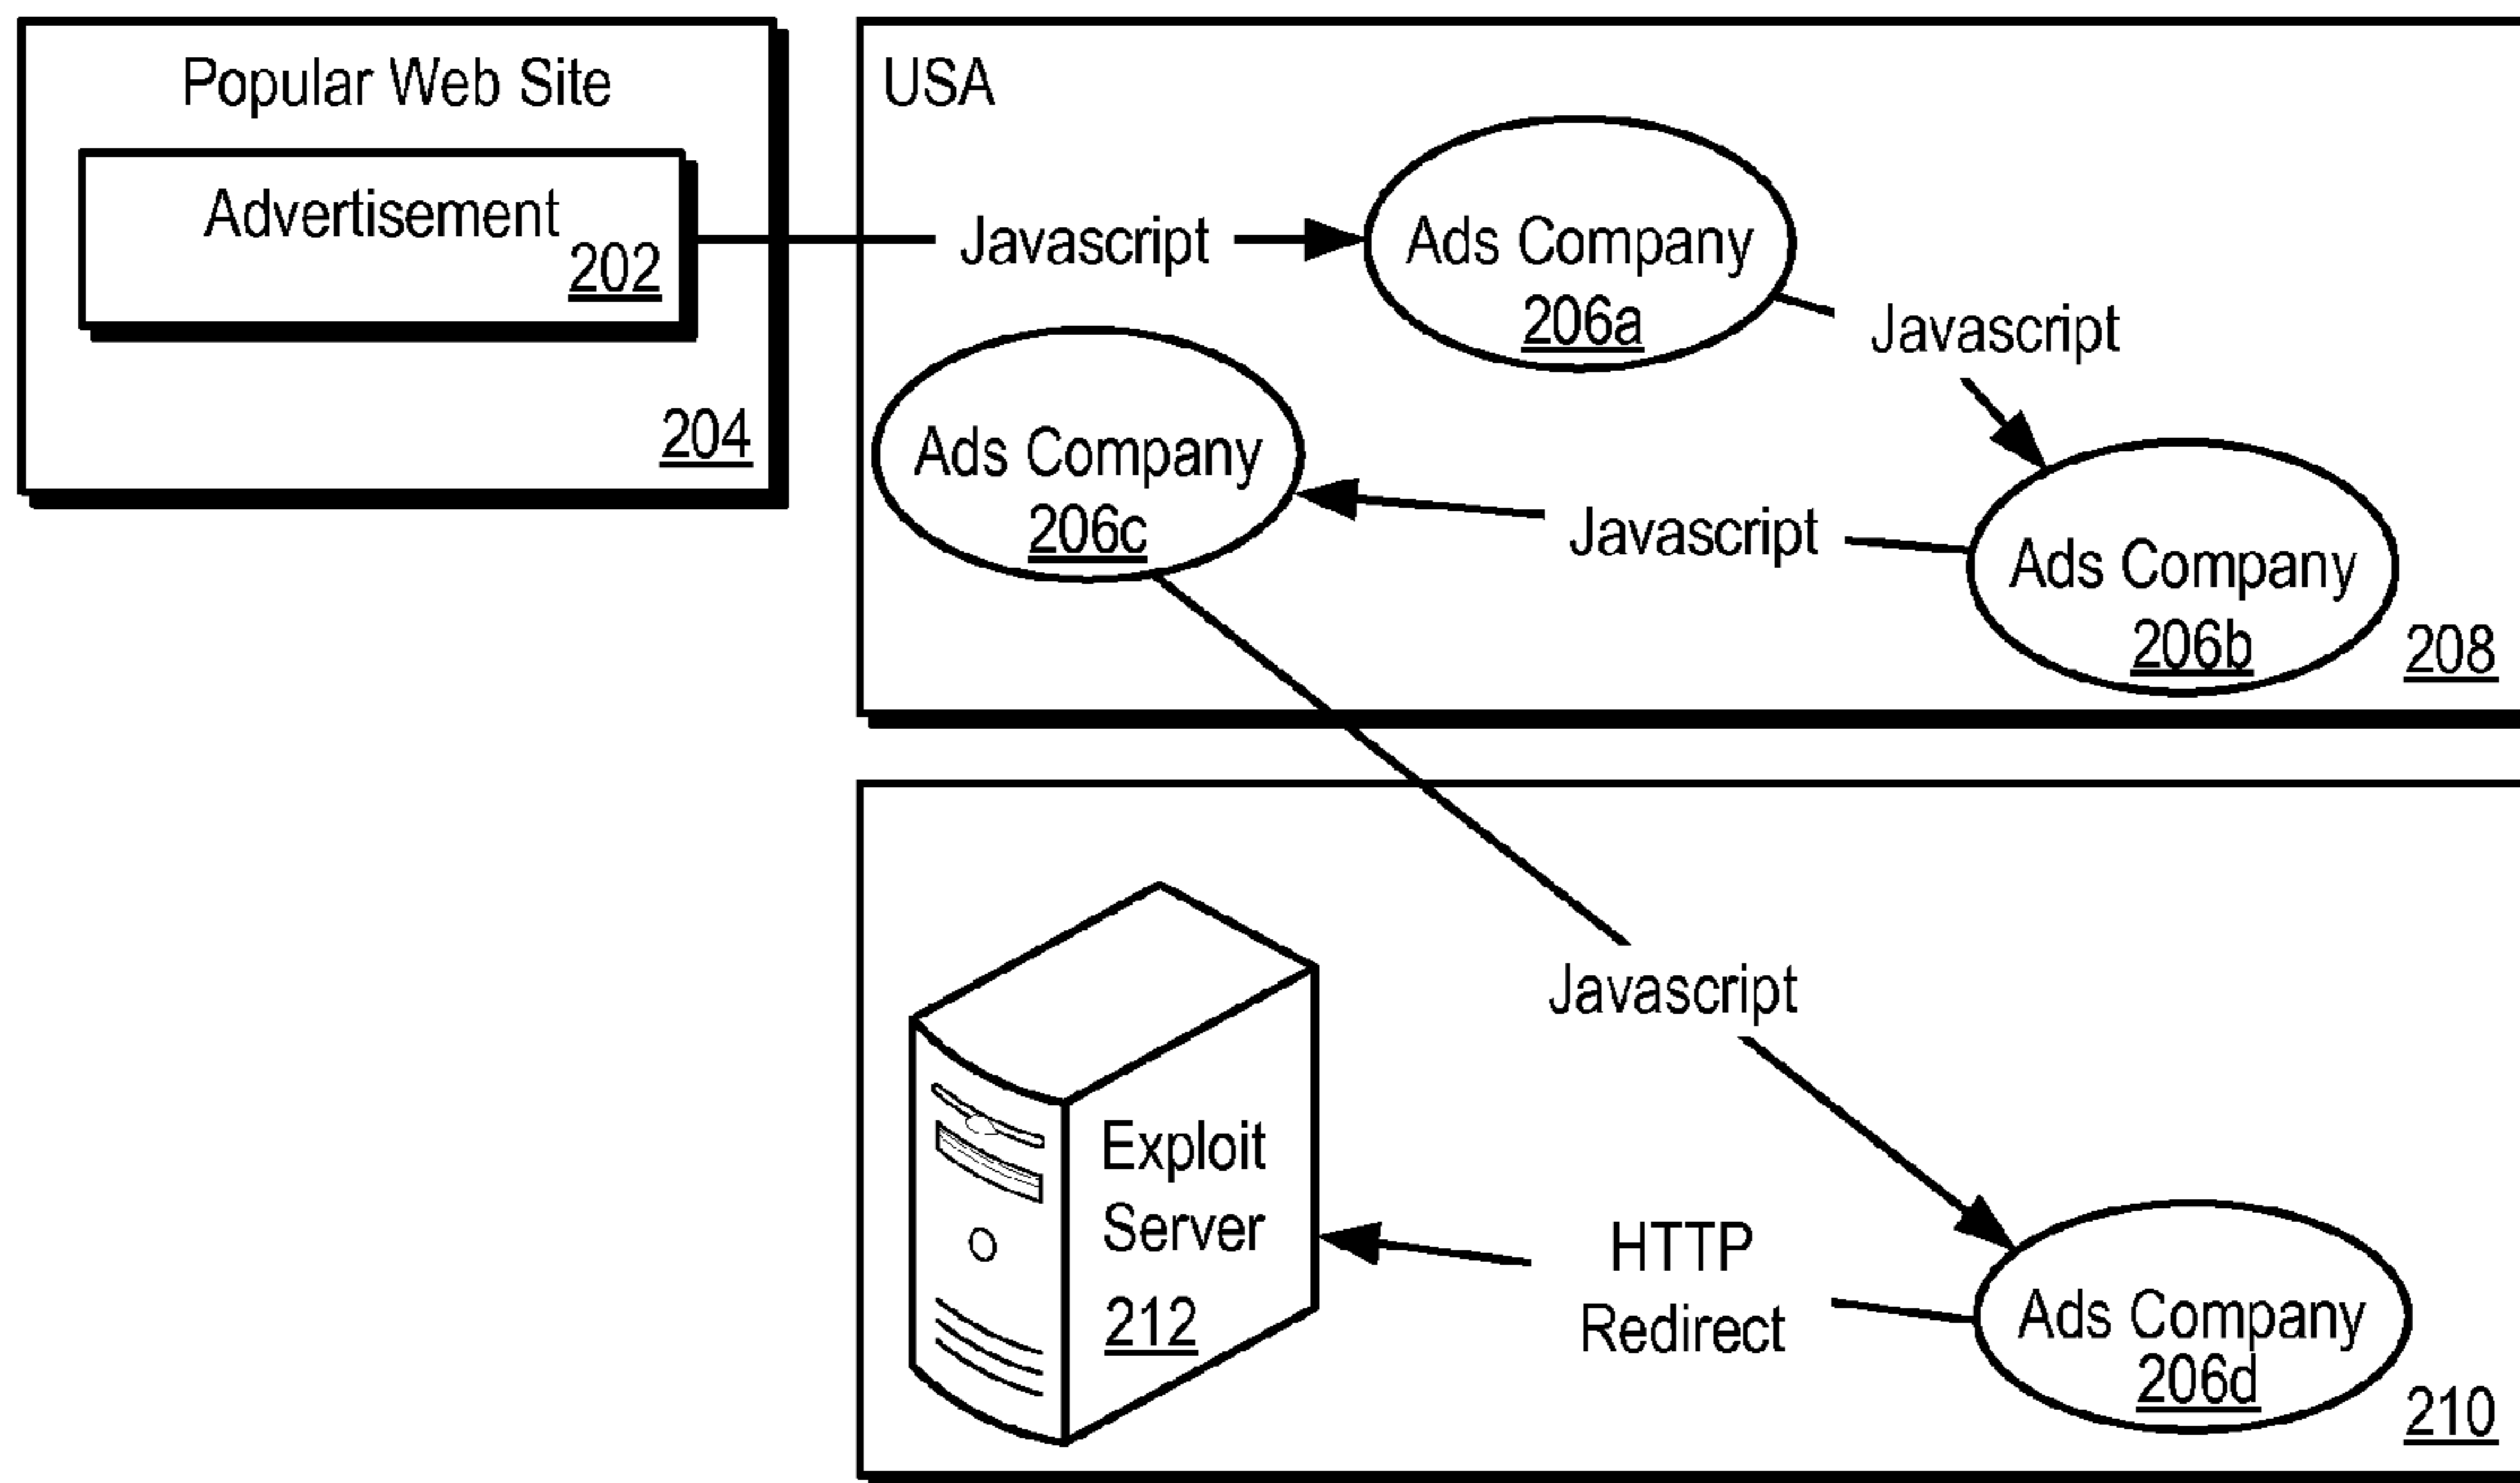 Popular Web Site
Advertisement
202
204
USA
Javascript
Ads Company
206a
Javascript
Ads Company
206c
Javascript
Ads Company
206b
208
Javascript
Exploit
Server
212
HTTP
Redirect
Ads Company
206d
210